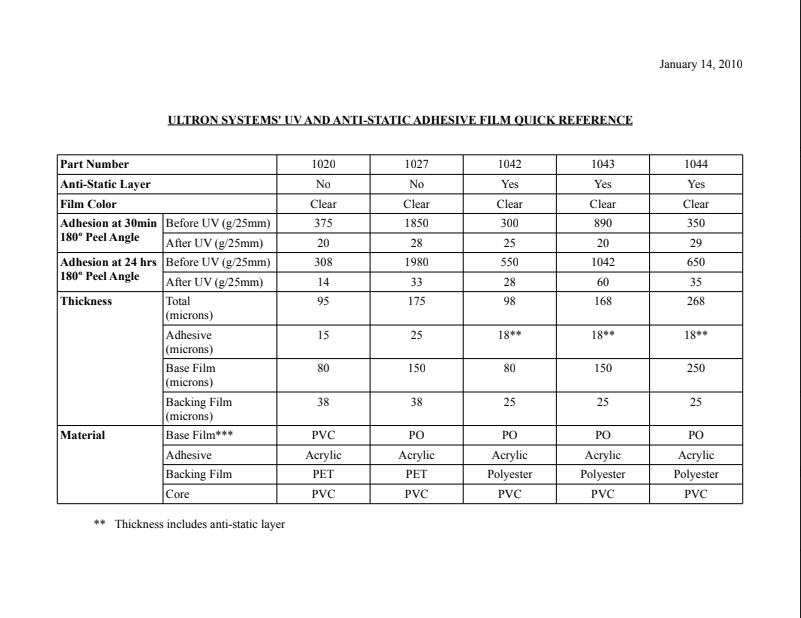 January 14, 2010
ULTRON SYSTEMS' UV AND ANTI-STATIC ADHESIVE FILM QUICK REFERENCE
Part Number 1020 1027 1042 1043 1044
Anti-Static Layer No No Yes Yes Yes
Film Color Clear Clear Clear Clear Clear
Adhesion at 30min Before UV (g/25mm) 375 1850 300 890 350
180º Peel Angle After UV (g/25mm) 20 28 25 20 29
Adhesion at 24 hrs Before UV (g/25mm) 308 1980 550 1042 650
180º Peel Angle After UV (g/25mm) 14 33 28 60 35
Thickness Total 95 175 98 168 268
(microns)
Adhesive 15 25 18** 18** 18**
(microns)
Base Film 80 150 80 150 250
(microns)
Backing Film 38 38 25 25 25
(microns)
Material Base Film*** PVC PO PO PO PO
Adhesive Acrylic Acrylic Acrylic Acrylic Acrylic
Backing Film PET PET Polyester Polyester Polyester
Core PVC PVC PVC PVC PVC
** Thickness includes anti-static layer